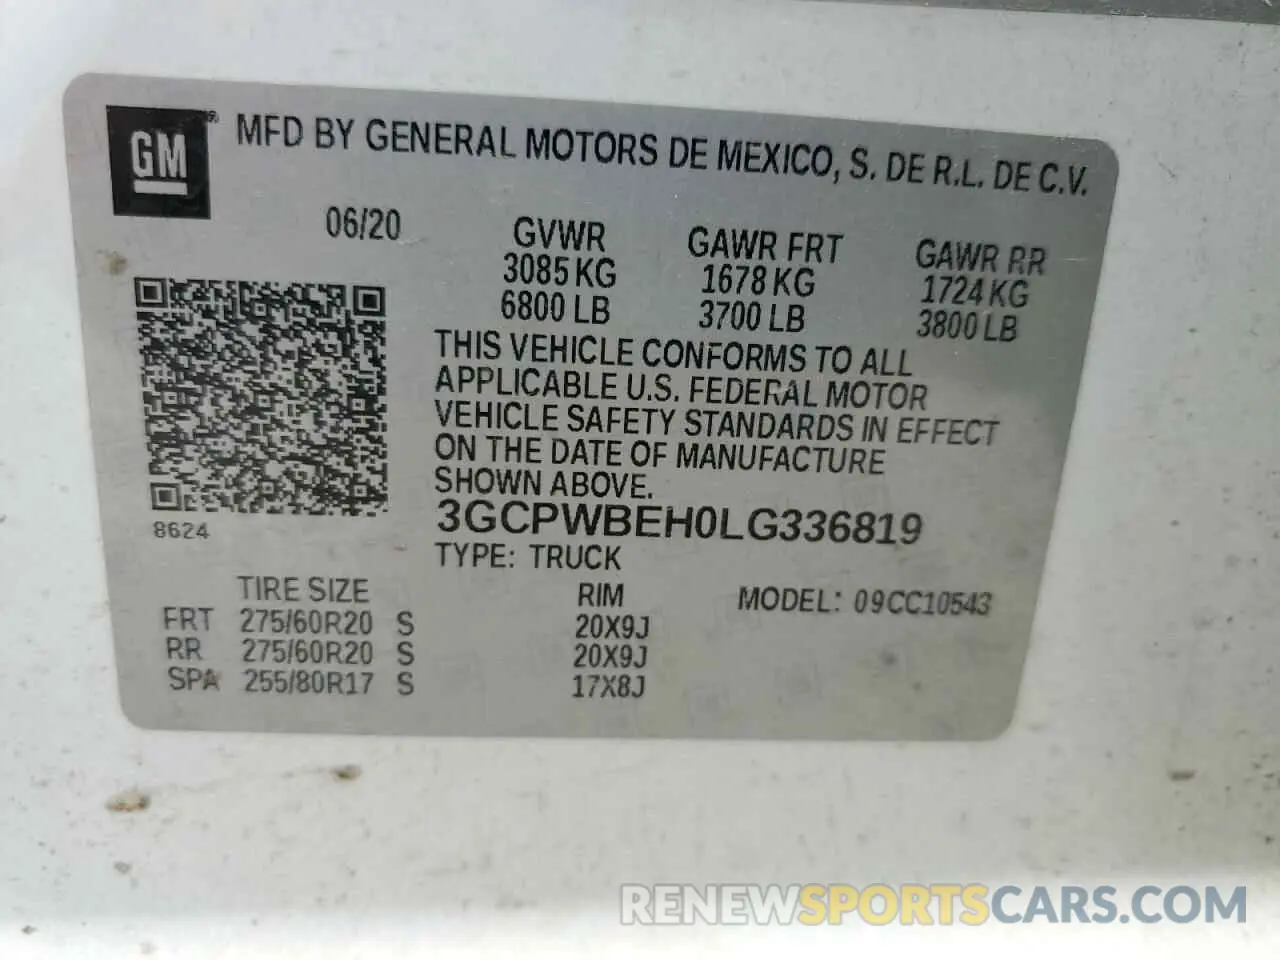 GM® MFD BY GENERAL MOTORS DE MEXICO, S. DE R.L. DE C.V.
06/20 GVWR GAWR FRT GAWR RR
3085 KG 1678 KG 1724 KG
6800 LB 3700 LB 3800 LB
THIS VEHICLE CONFORMS TO ALL
APPLICABLE U.S. FEDERAL MOTOR
VEHICLE SAFETY STANDARDS IN EFFECT
ON THE DATE OF MANUFACTURE
SHOWN ABOVE.
3GCPWBEH0LG336819
8624
TYPE: TRUCK
TIRE SIZE RIM MODEL: 09CC10543
FRT 275/60R20 S 20X9J
RR 275/60R20 S 20X9J
SPA 255/80R17 S 17X8J
RENEWSPORTSCARS.COM